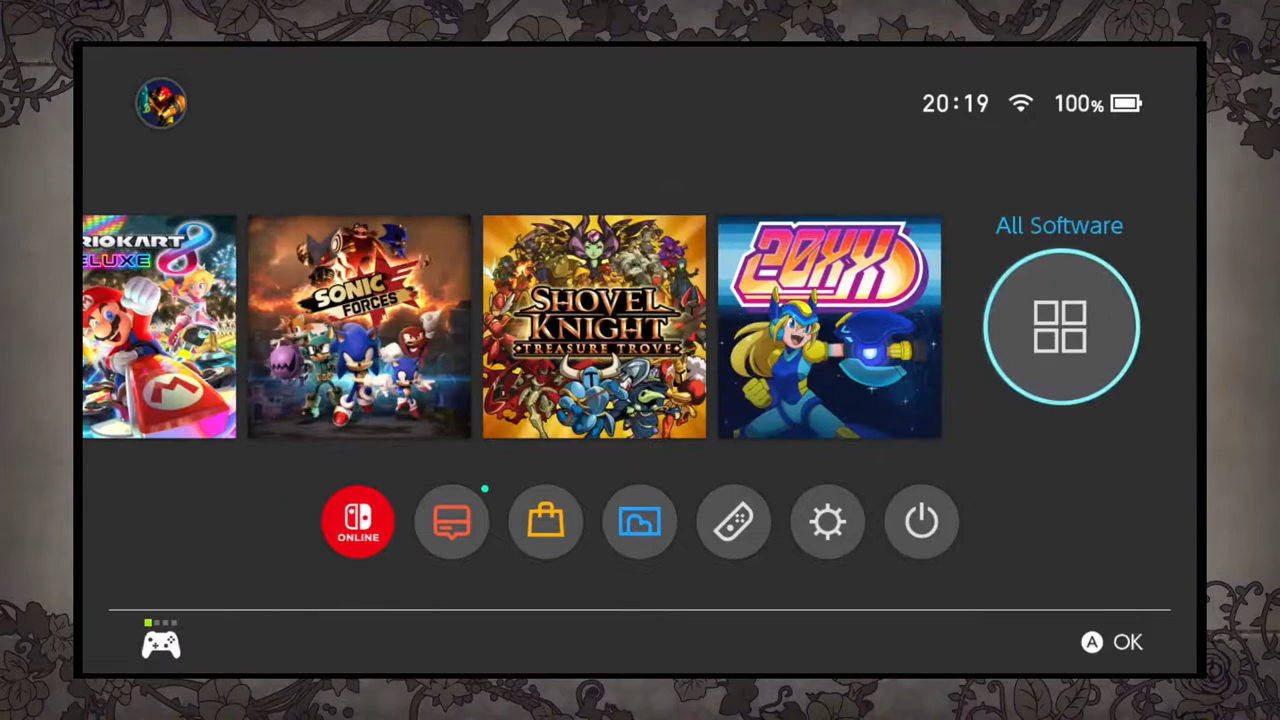 20:19 100%
All Software
RIOKART 8
ELUXE
M
SONIC
FORCES
SHOVEL
KNIGHT
TREASURE TROVE
20XX
ONLINE
A OK